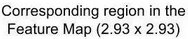 Corresponding region in the
Feature Map (2.93 x 2.93)